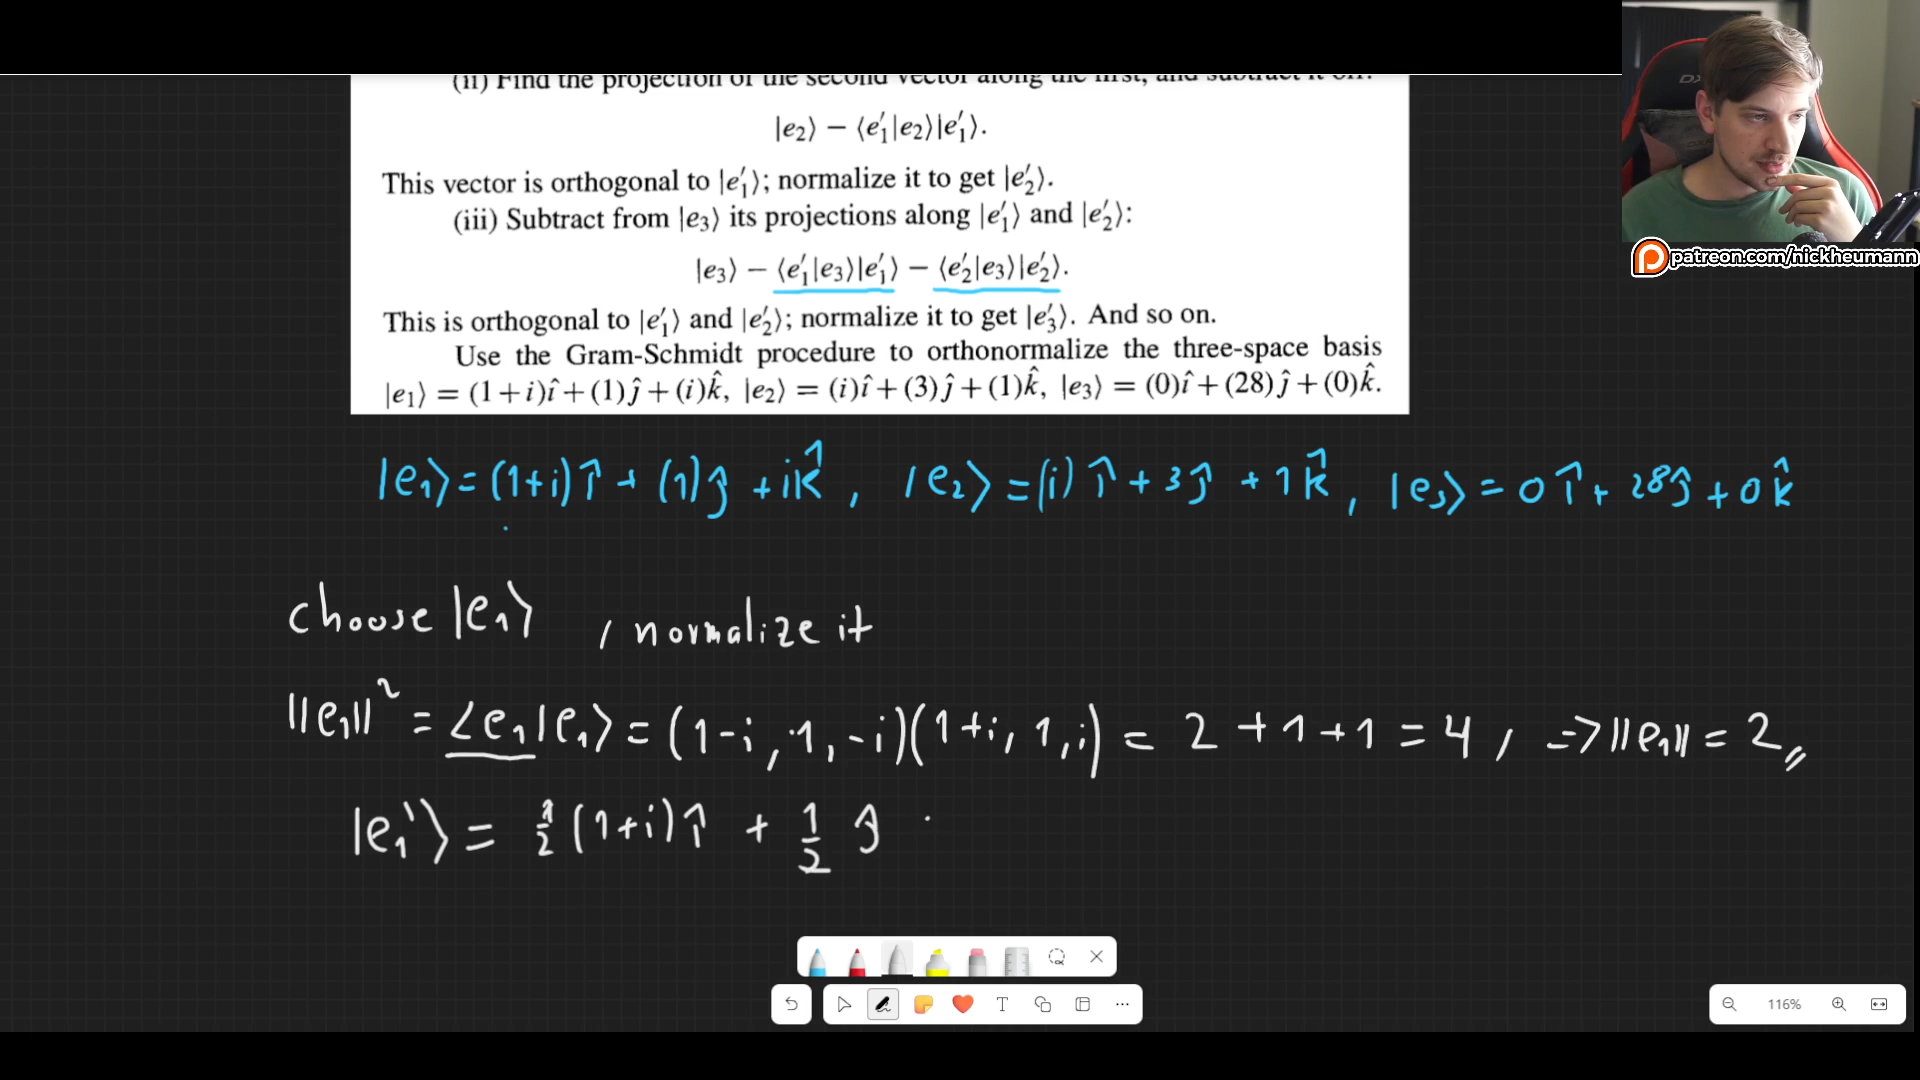 (ii) Find the projection of the second vector along the first, and subtract it off:
|e₂⟩ − ⟨e′₁|e₂⟩|e′₁⟩.
This vector is orthogonal to |e′₁⟩; normalize it to get |e′₂⟩.
(iii) Subtract from |e₃⟩ its projections along |e′₁⟩ and |e′₂⟩:
|e₃⟩ − ⟨e′₁|e₃⟩|e′₁⟩ − ⟨e′₂|e₃⟩|e′₂⟩.
This is orthogonal to |e′₁⟩ and |e′₂⟩; normalize it to get |e′₃⟩. And so on.
Use the Gram-Schmidt procedure to orthonormalize the three-space basis
|e₁⟩ = (1+i)î + (1)ĵ + (i)k̂, |e₂⟩ = (i)î + (3)ĵ + (1)k̂, |e₃⟩ = (0)î + (28)ĵ + (0)k̂.
|e₁⟩ = (1+i)î + (1)ĵ + ik̂, |e₂⟩ = (i)î + 3ĵ + 1k̂, |e₃⟩ = 0î + 28ĵ + 0k̂
choose |e₁⟩ , normalize it
||e₁||² = ⟨e₁|e₁⟩ = (1-i, 1, -i)(1+i, 1, i) = 2 + 1 + 1 = 4, => ||e₁|| = 2
|e₁'⟩ = ½(1+i)î + ½ ĵ
patreon.com/nickheumann
116%